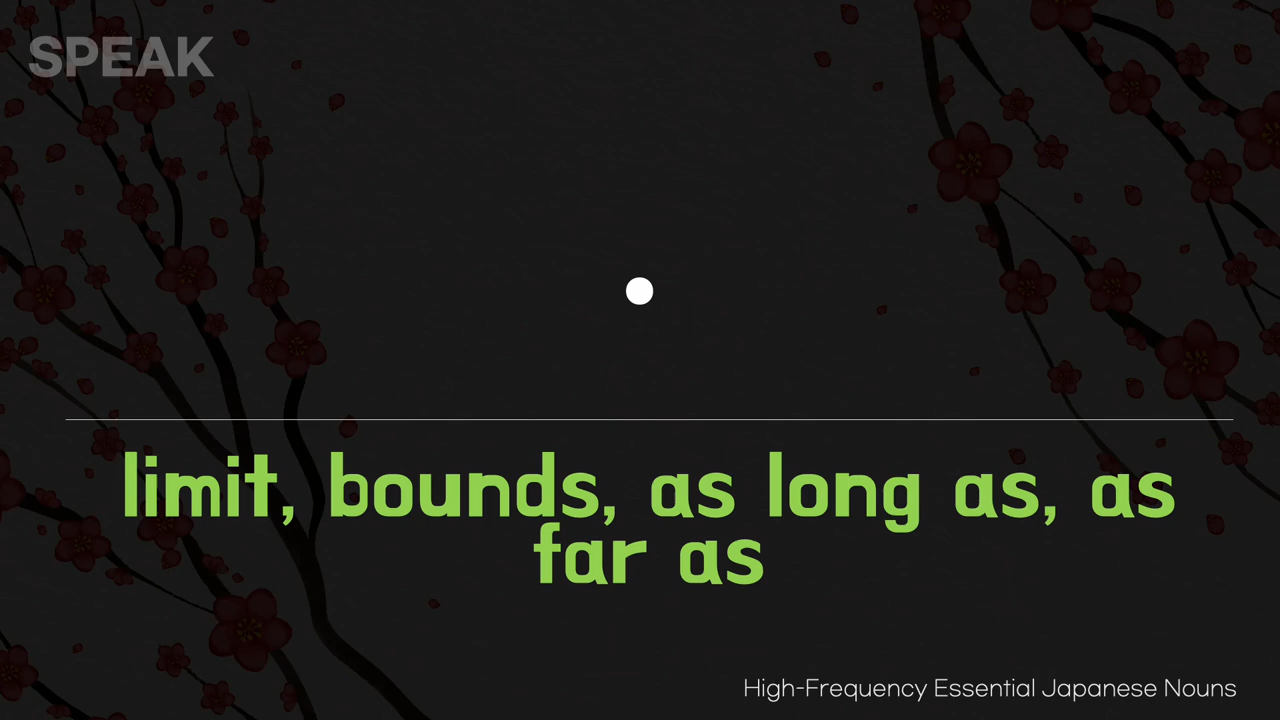 SPEAK
limit, bounds, as long as, as
far as
High-Frequency Essential Japanese Nouns